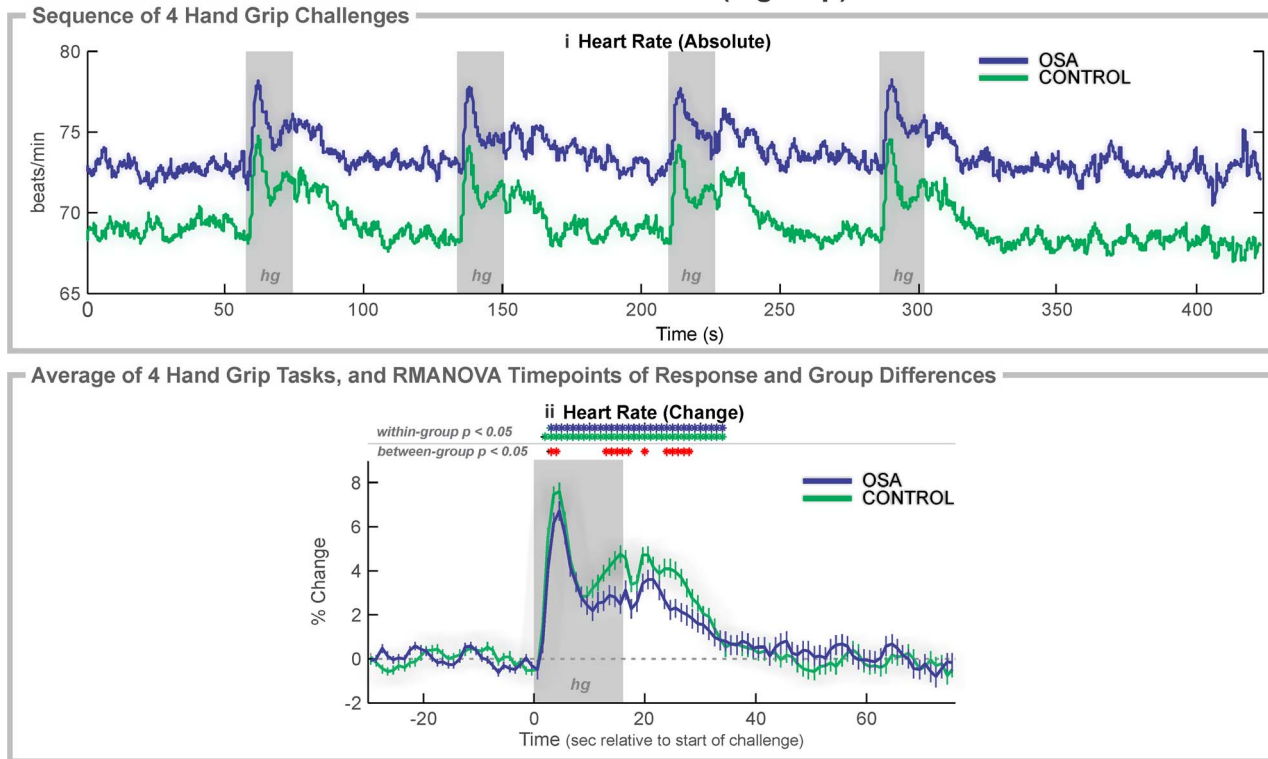 Sequence of 4 Hand Grip Challenges
i Heart Rate (Absolute)
80
75
70
65
beats/min
OSA
CONTROL
hg hg hg hg
0 50 100 150 200 250 300 350 400
Time (s)
Average of 4 Hand Grip Tasks, and RMANOVA Timepoints of Response and Group Differences
ii Heart Rate (Change)
within-group p < 0.05
between-group p < 0.05
8
6
4
2
0
-2
% Change
OSA
CONTROL
hg
-20 0 20 40 60
Time (sec relative to start of challenge)